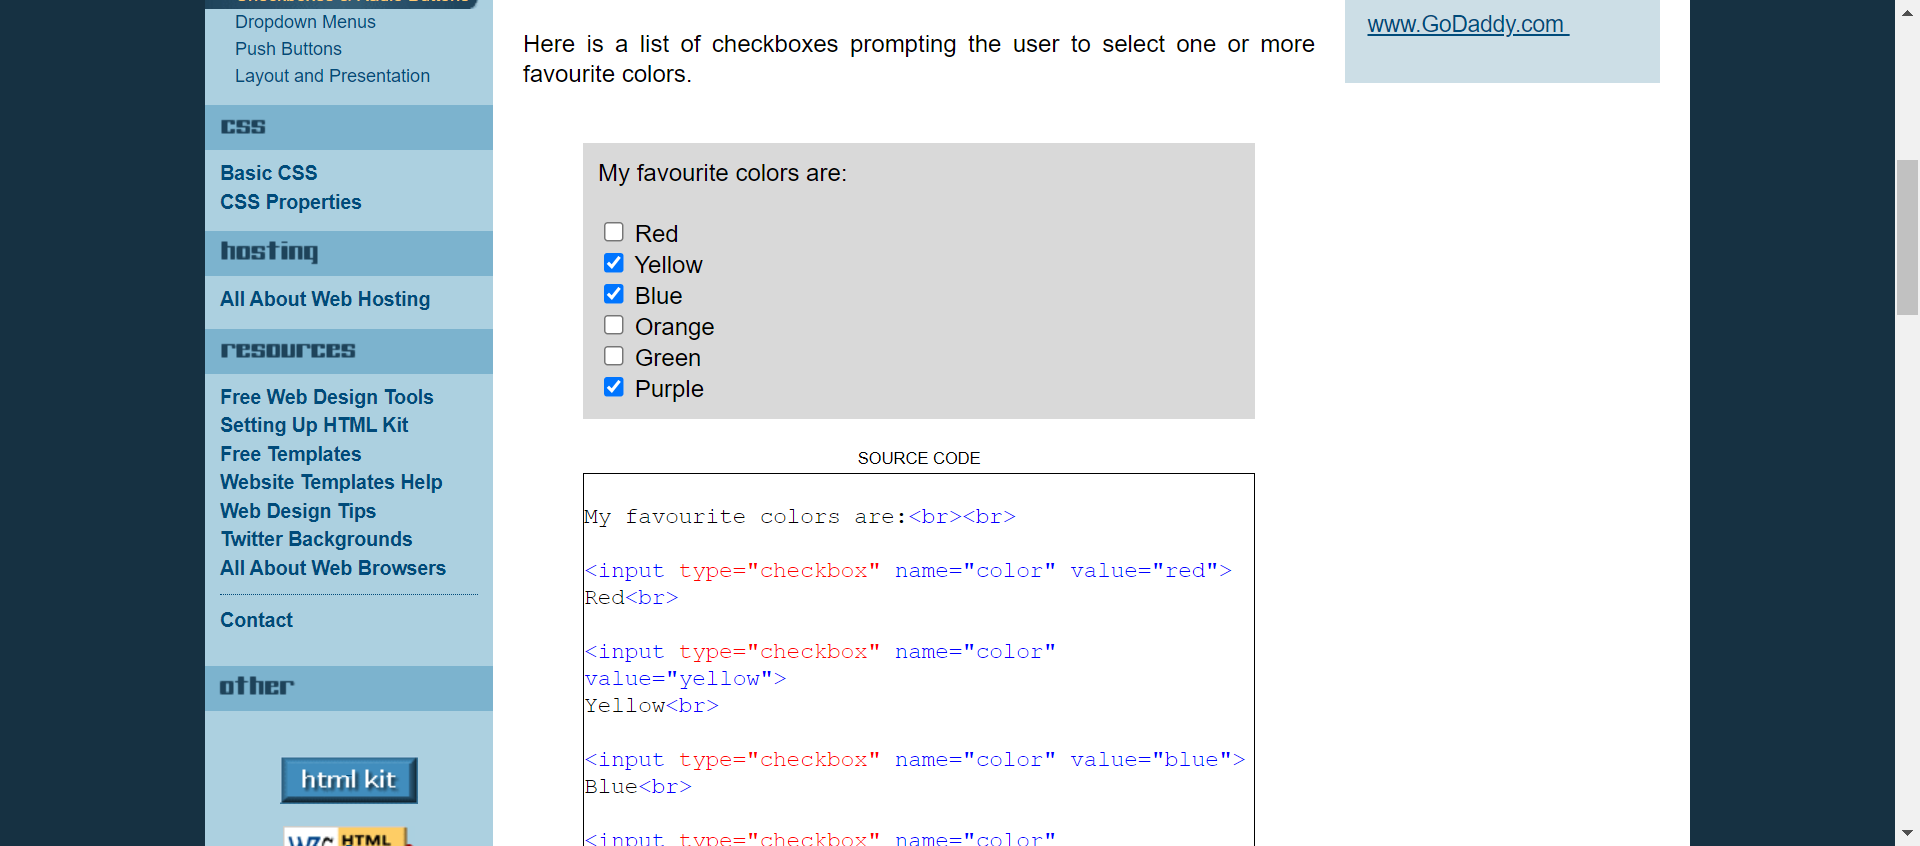 Checkboxes & Radio Buttons
Dropdown Menus
Push Buttons
Layout and Presentation
css
Basic CSS
CSS Properties
hosting
All About Web Hosting
resources
Free Web Design Tools
Setting Up HTML Kit
Free Templates
Website Templates Help
Web Design Tips
Twitter Backgrounds
All About Web Browsers
Contact
other
html kit
W3C HTML
Here is a list of checkboxes prompting the user to select one or more
favourite colors.
My favourite colors are:
Red
Yellow
Blue
Orange
Green
Purple
SOURCE CODE
My favourite colors are:<br><br>
<input type="checkbox" name="color" value="red">
Red<br>
<input type="checkbox" name="color"
value="yellow">
Yellow<br>
<input type="checkbox" name="color" value="blue">
Blue<br>
<input type="checkbox" name="color"
www.GoDaddy.com